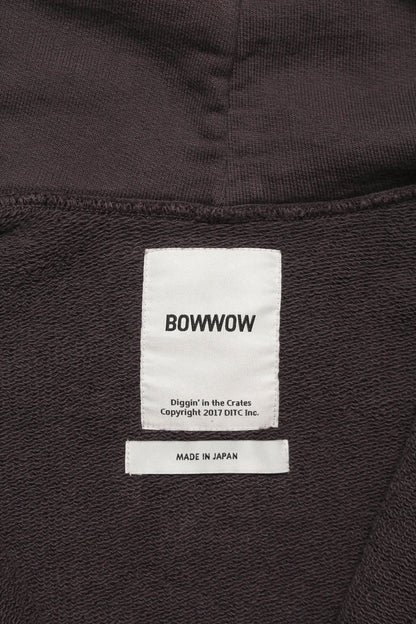 BOWWOW
Diggin' in the Crates
Copyright 2017 DITC Inc.
MADE IN JAPAN